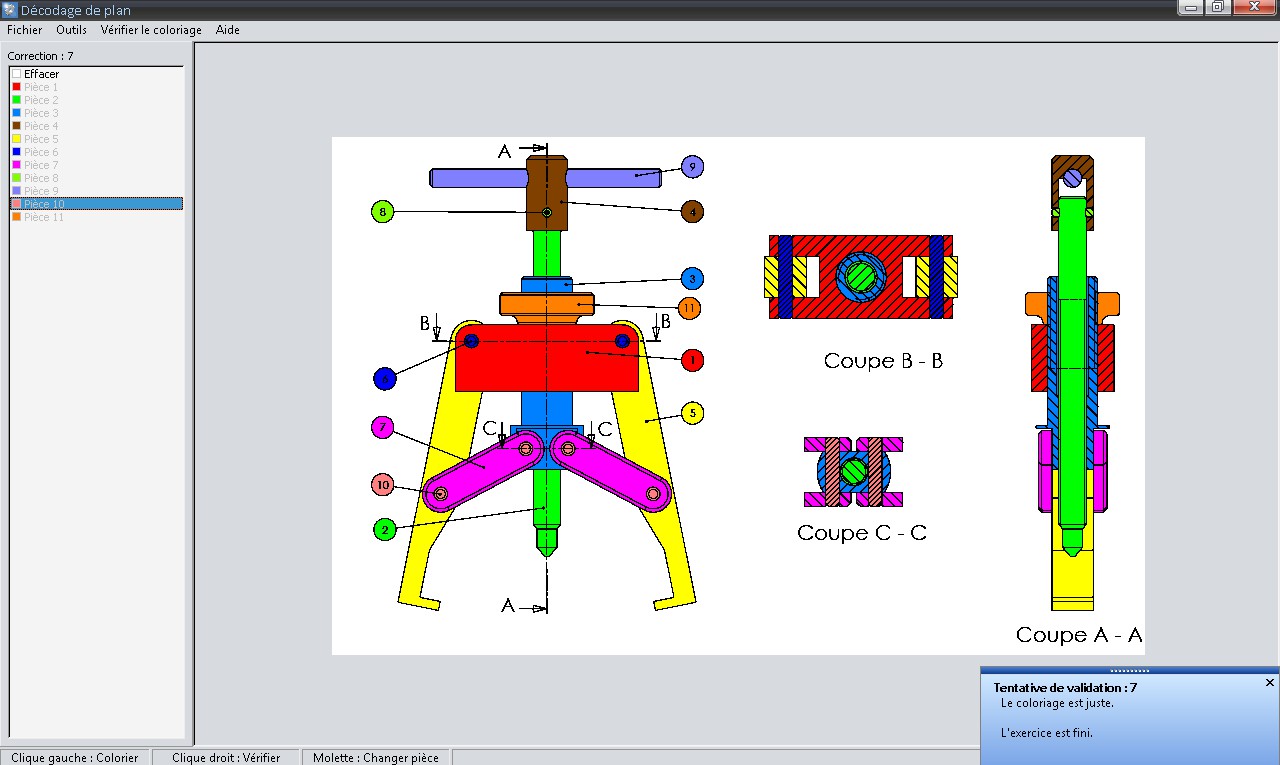 Décodage de plan
Fichier Outils Vérifier le coloriage Aide
Correction : 7
Effacer
Pièce 1
Pièce 2
Pièce 3
Pièce 4
Pièce 5
Pièce 6
Pièce 7
Pièce 8
Pièce 9
Pièce 10
Pièce 11
A
9
8
4
3
11
B
B
1
6
5
7
C
C
10
2
A
Coupe B - B
Coupe C - C
Coupe A - A
Tentative de validation : 7
Le coloriage est juste.
L'exercice est fini.
Clique gauche : Colorier
Clique droit : Vérifier
Molette : Changer pièce